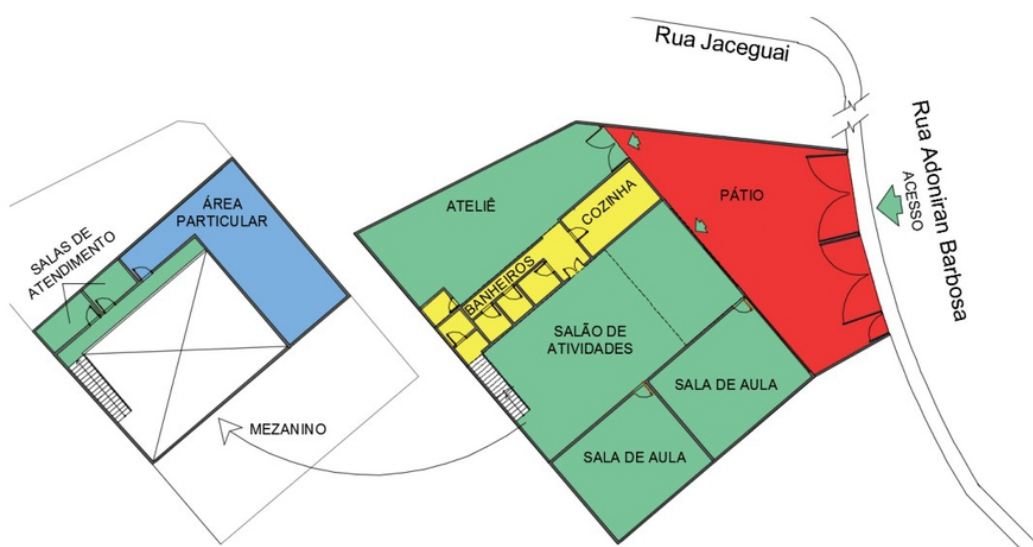 Rua Jaceguai
Rua Adoniran Barbosa
ACESSO
ÁREA
PARTICULAR
SALAS DE
ATENDIMENTO
MEZANINO
ATELIÊ
COZINHA
PÁTIO
BANHEIROS
SALÃO DE
ATIVIDADES
SALA DE AULA
SALA DE AULA